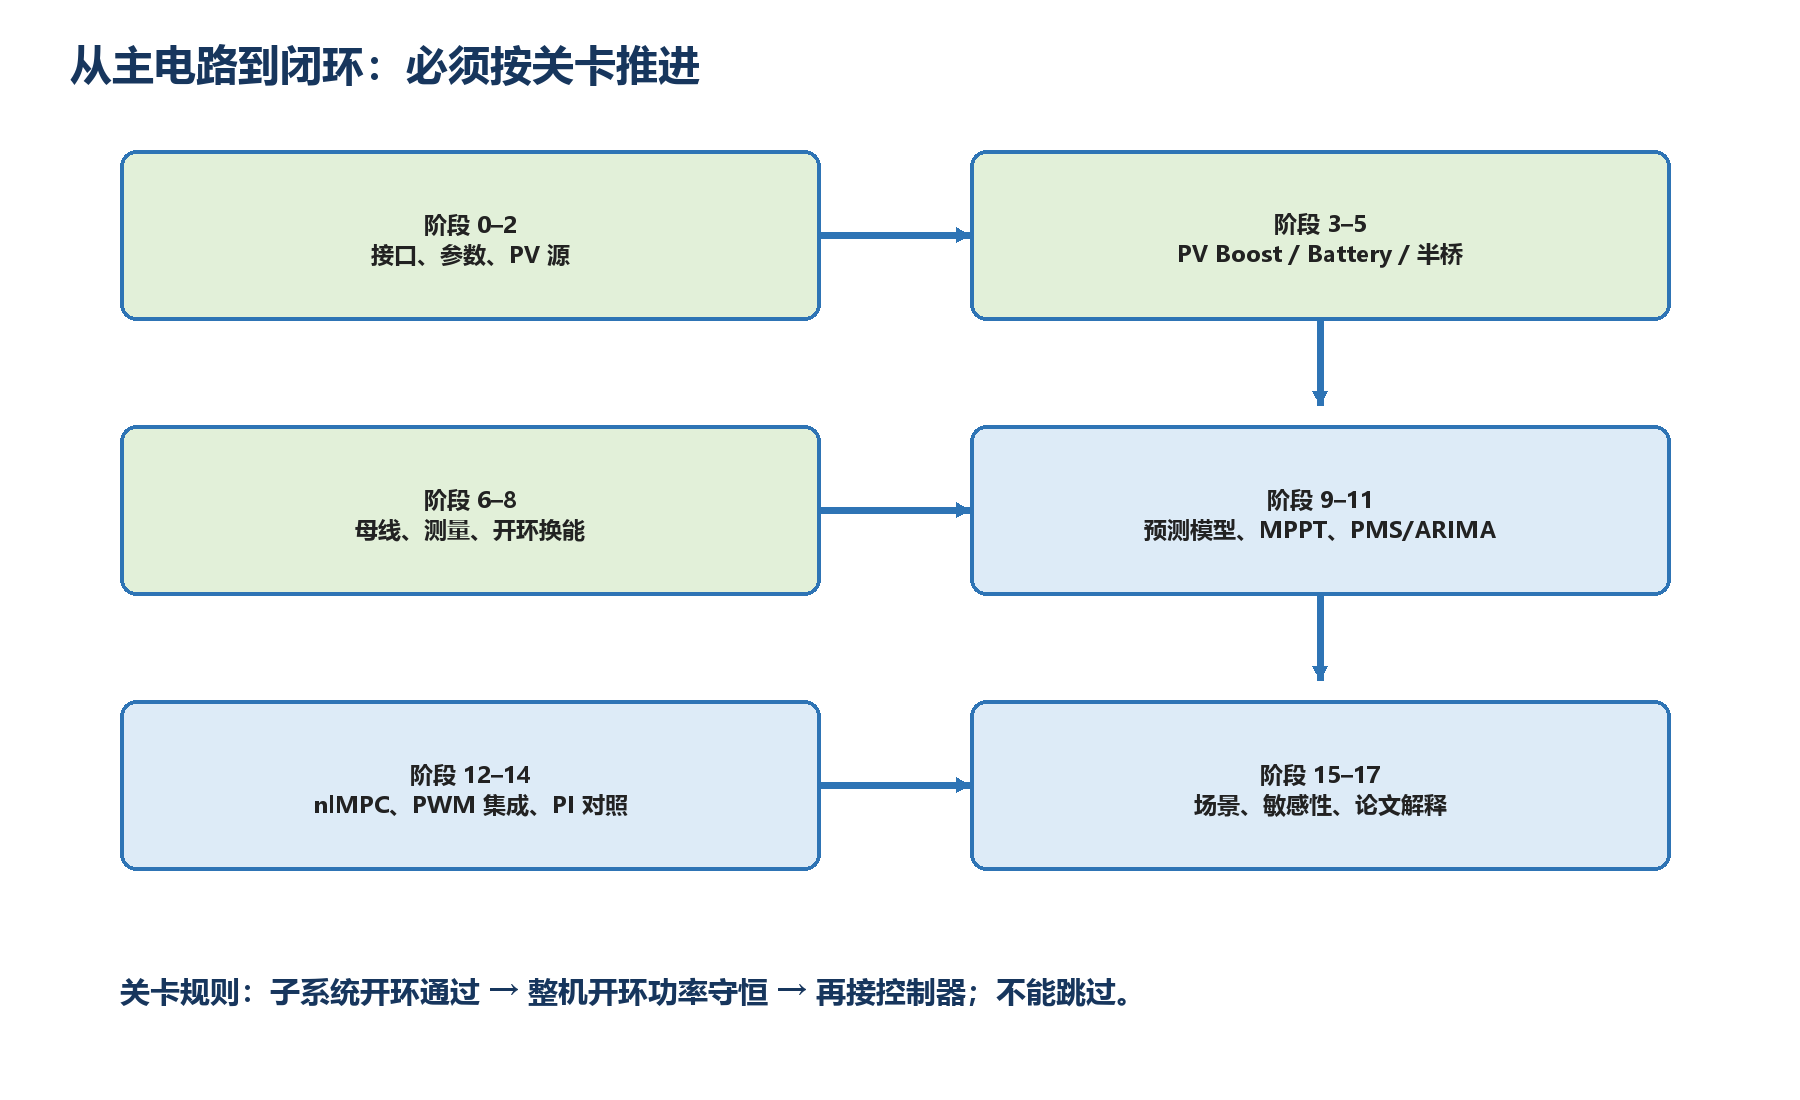 从主电路到闭环：必须按关卡推进
阶段 0–2
接口、参数、PV 源
阶段 3–5
PV Boost / Battery / 半桥
阶段 6–8
母线、测量、开环换能
阶段 9–11
预测模型、MPPT、PMS/ARIMA
阶段 12–14
nlMPC、PWM 集成、PI 对照
阶段 15–17
场景、敏感性、论文解释
关卡规则：子系统开环通过 → 整机开环功率守恒 → 再接控制器；不能跳过。